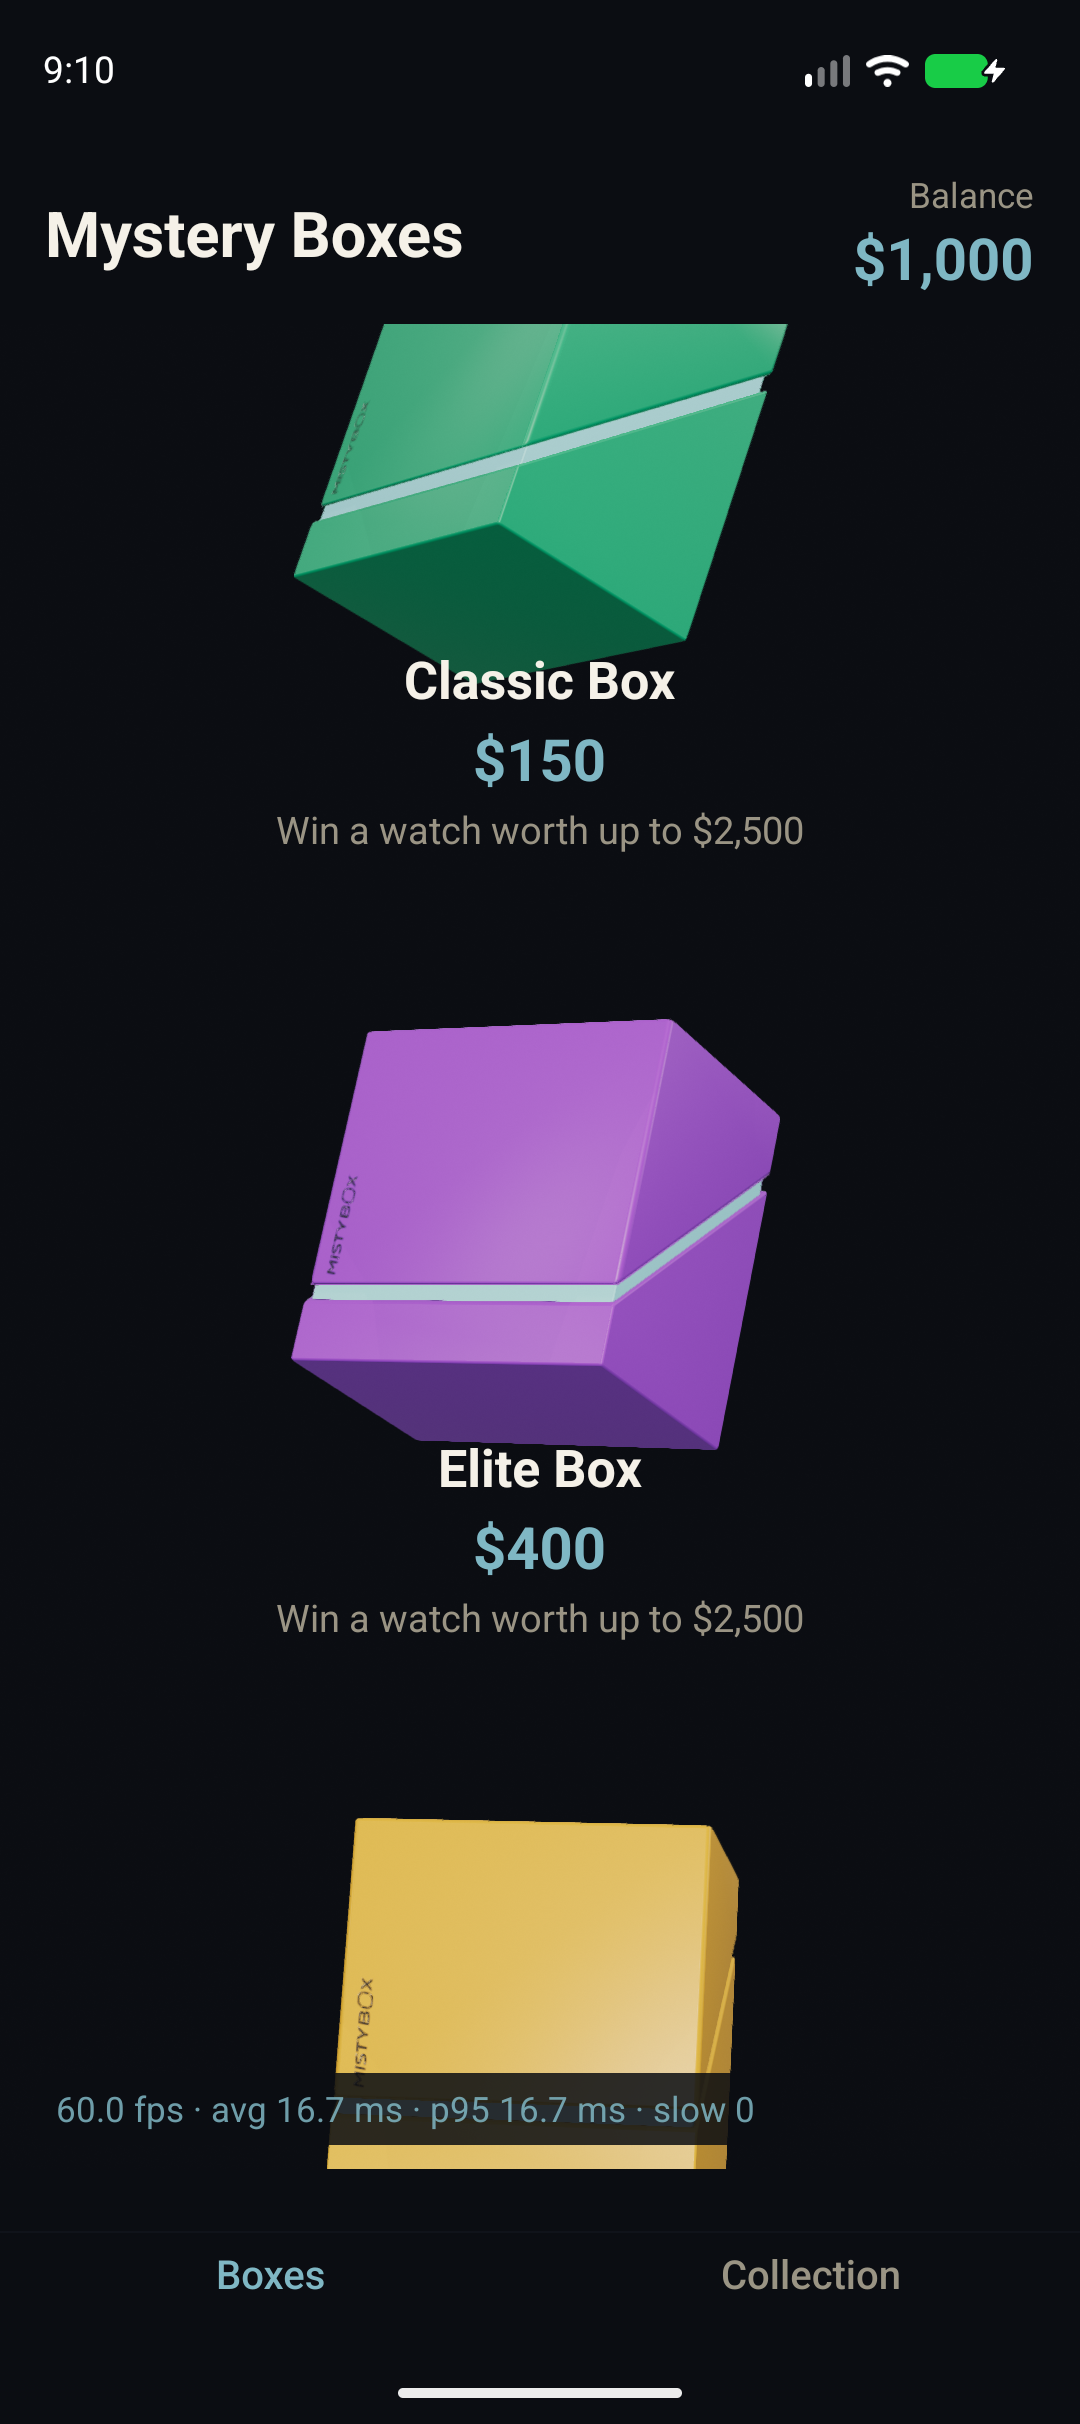 9:10
Mystery Boxes
Balance
$1,000
MISTYBOX
Classic Box
$150
Win a watch worth up to $2,500
MISTYBOX
Elite Box
$400
Win a watch worth up to $2,500
MISTYBOX
60.0 fps · avg 16.7 ms · p95 16.7 ms · slow 0
Boxes
Collection